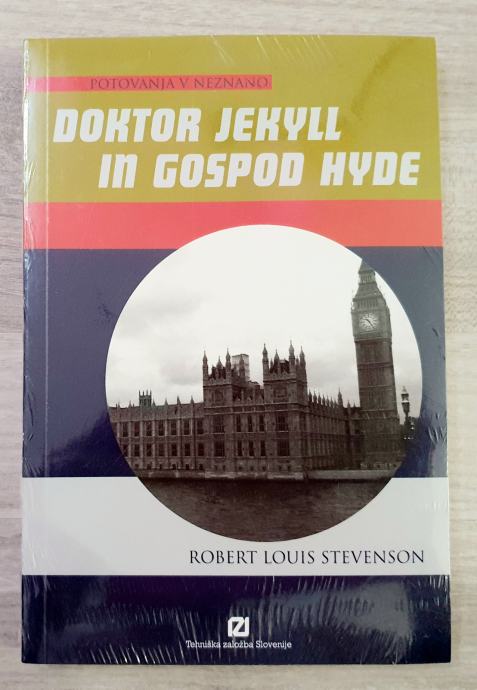 POTOVANJA V NEZNANO
DOKTOR JEKYLL
IN GOSPOD HYDE
ROBERT LOUIS STEVENSON
Tehniška založba Slovenije